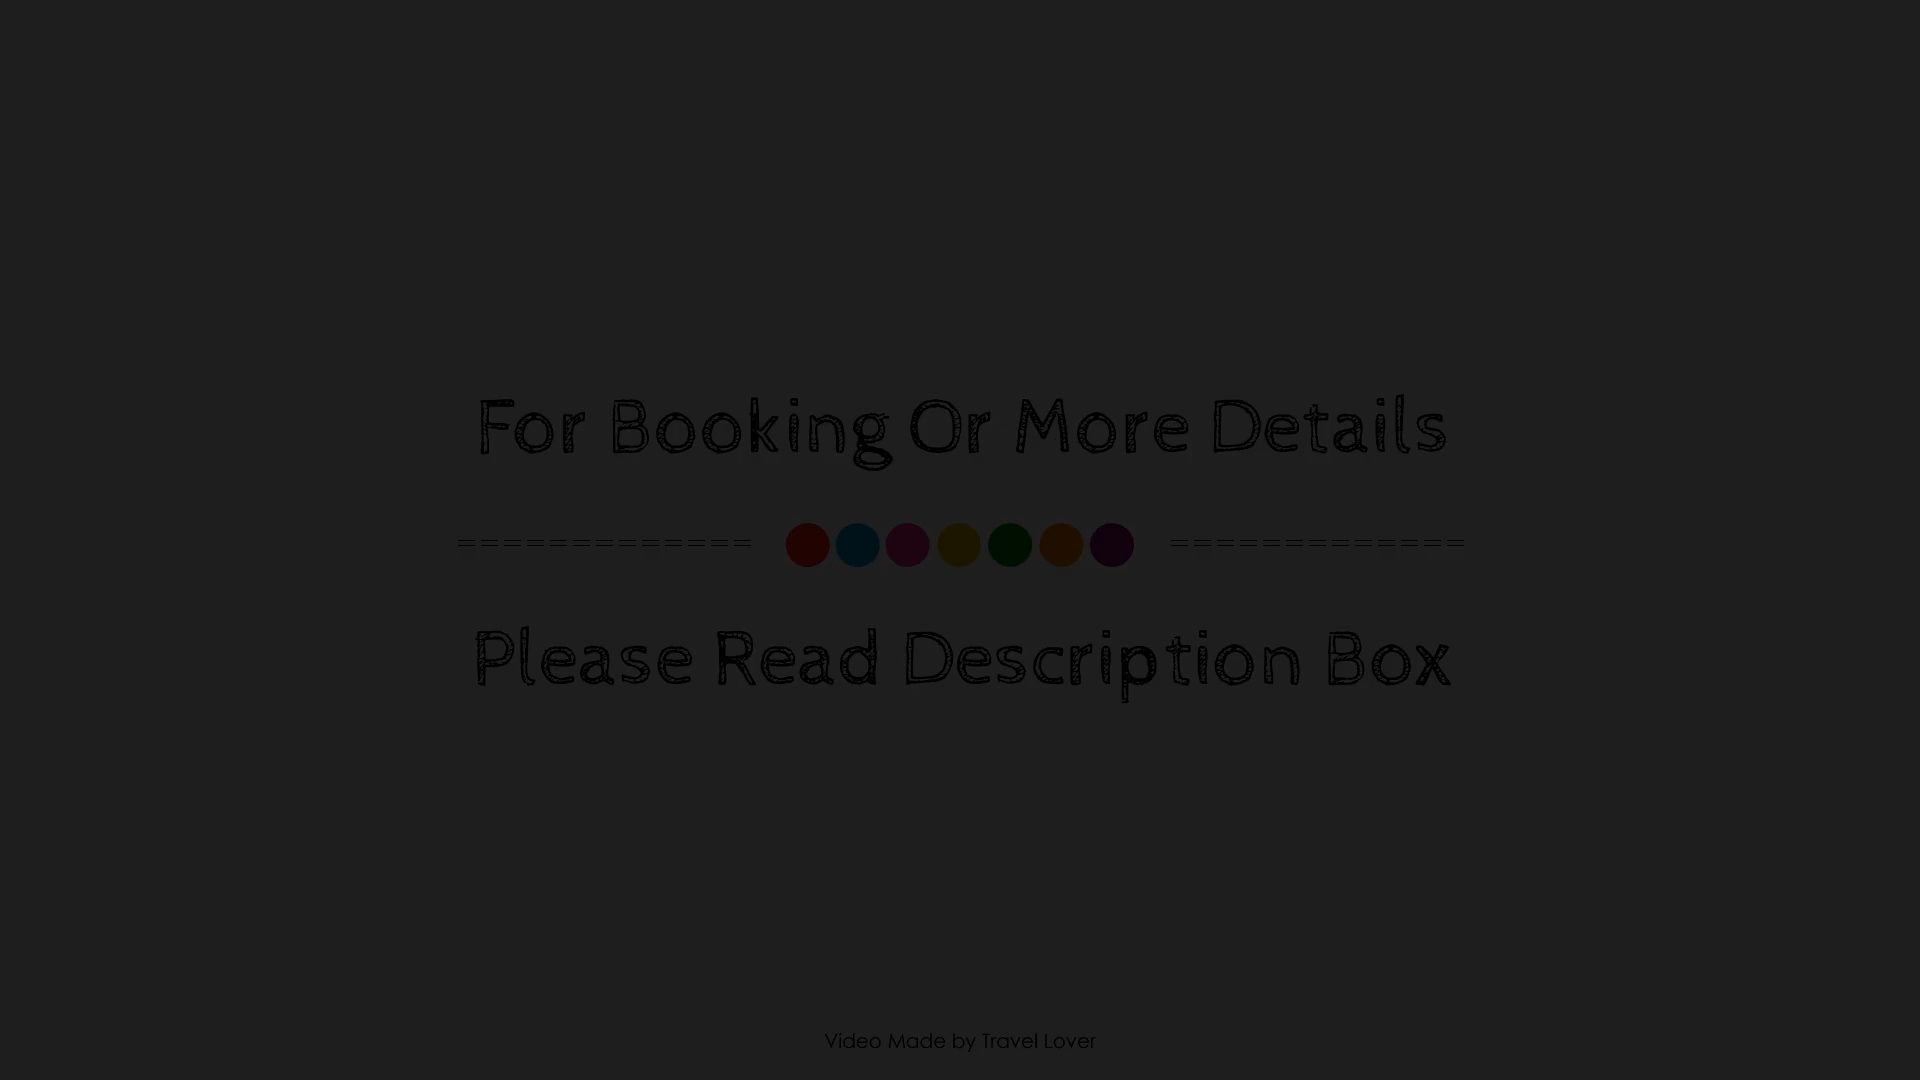 For Booking Or More Details
============= =============
Please Read Description Box
Video Made by Travel Lover